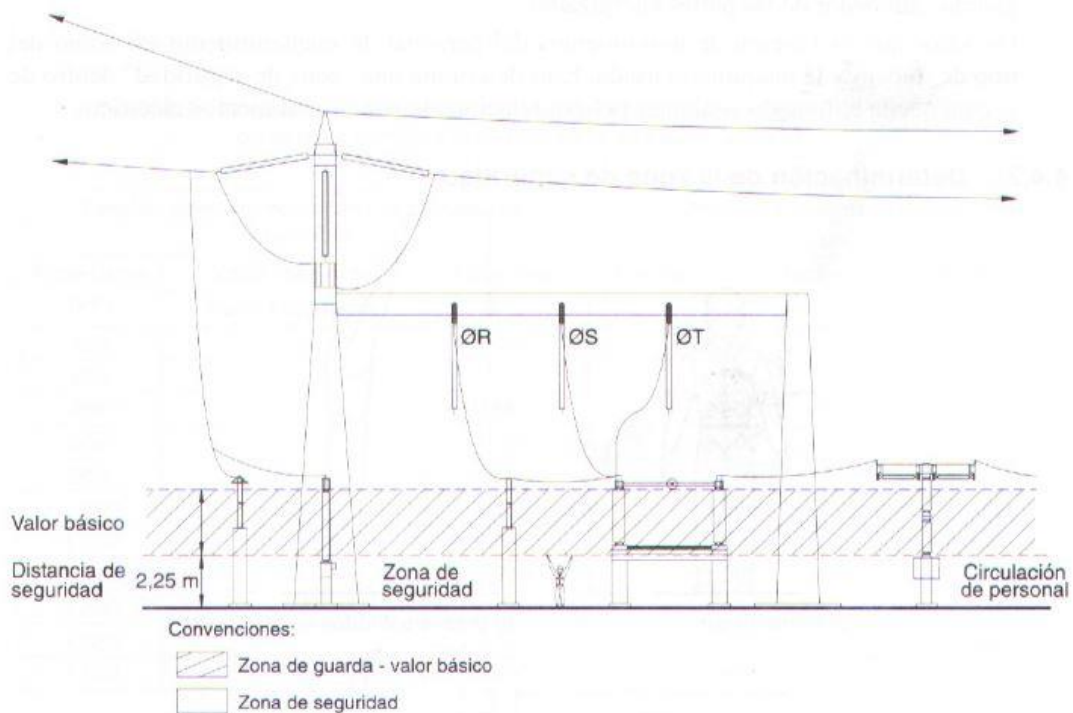 ØR
ØS
ØT
Valor básico
Distancia de
seguridad
2,25 m
Zona de
seguridad
Circulación
de personal
Convenciones:
Zona de guarda - valor básico
Zona de seguridad